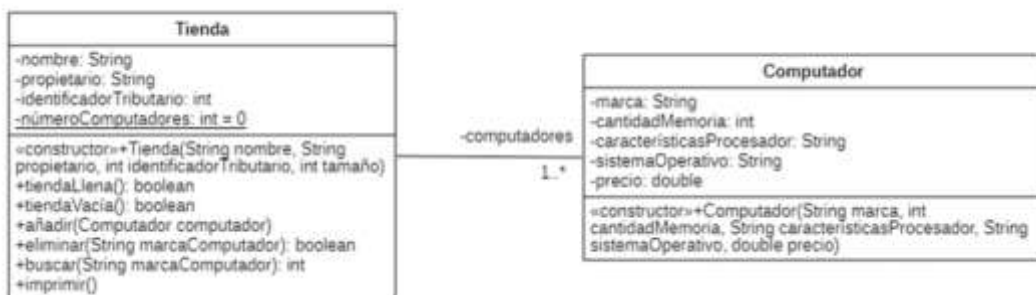 Tienda
-nombre: String
-propietario: String
-identificadorTributario: int
-númeroComputadores: int = 0
«constructor»+Tienda(String nombre, String
propietario, int identificadorTributario, int tamaño)
+tiendaLlena(): boolean
+tiendaVacía(): boolean
+añadir(Computador computador)
+eliminar(String marcaComputador): boolean
+buscar(String marcaComputador): int
+imprimir()
-computadores
1..*
Computador
-marca: String
-cantidadMemoria: int
-característicasProcesador: String
-sistemaOperativo: String
-precio: double
«constructor»+Computador(String marca, int
cantidadMemoria, String característicasProcesador, String
sistemaOperativo, double precio)